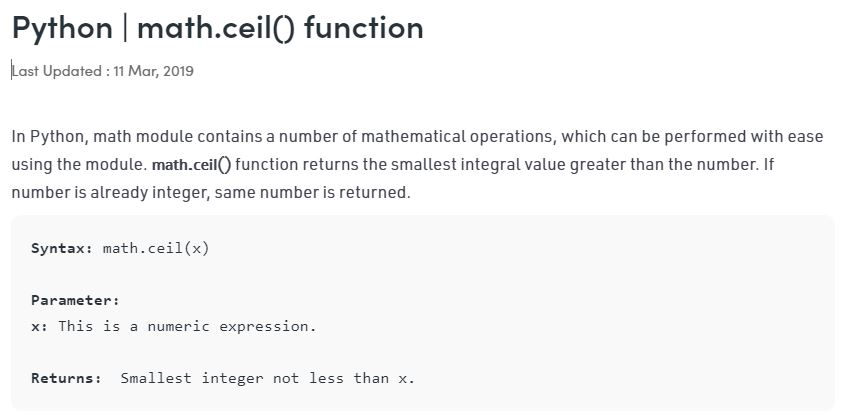 Python | math.ceil() function
Last Updated : 11 Mar, 2019
In Python, math module contains a number of mathematical operations, which can be performed with ease
using the module. math.ceil() function returns the smallest integral value greater than the number. If
number is already integer, same number is returned.
Syntax: math.ceil(x)
Parameter:
x: This is a numeric expression.
Returns: Smallest integer not less than x.